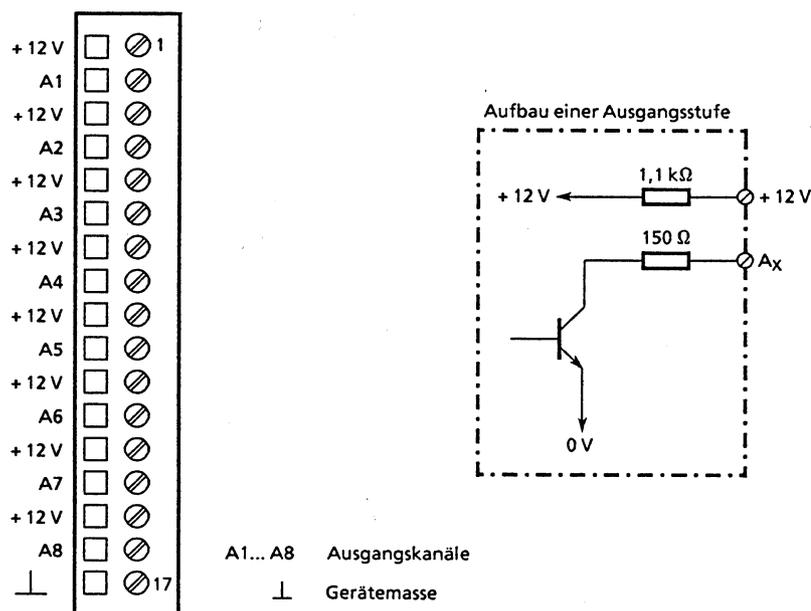 + 12 V 1
A1
+ 12 V
A2
+ 12 V
A3
+ 12 V
A4
+ 12 V
A5
+ 12 V
A6
+ 12 V
A7
+ 12 V
A8
⊥ 17
Aufbau einer Ausgangsstufe
1,1 kΩ
+ 12 V + 12 V
150 Ω
AX
0 V
A1... A8 Ausgangskanäle
⊥ Gerätemasse